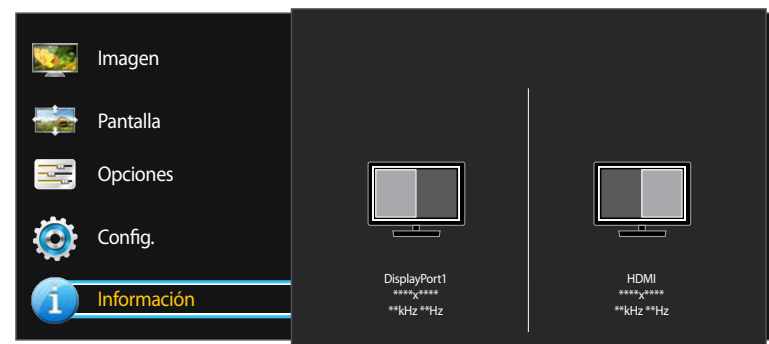 Imagen
Pantalla
Opciones
Config.
Información
DisplayPort1
****x****
**kHz **Hz
HDMI
****x****
**kHz **Hz